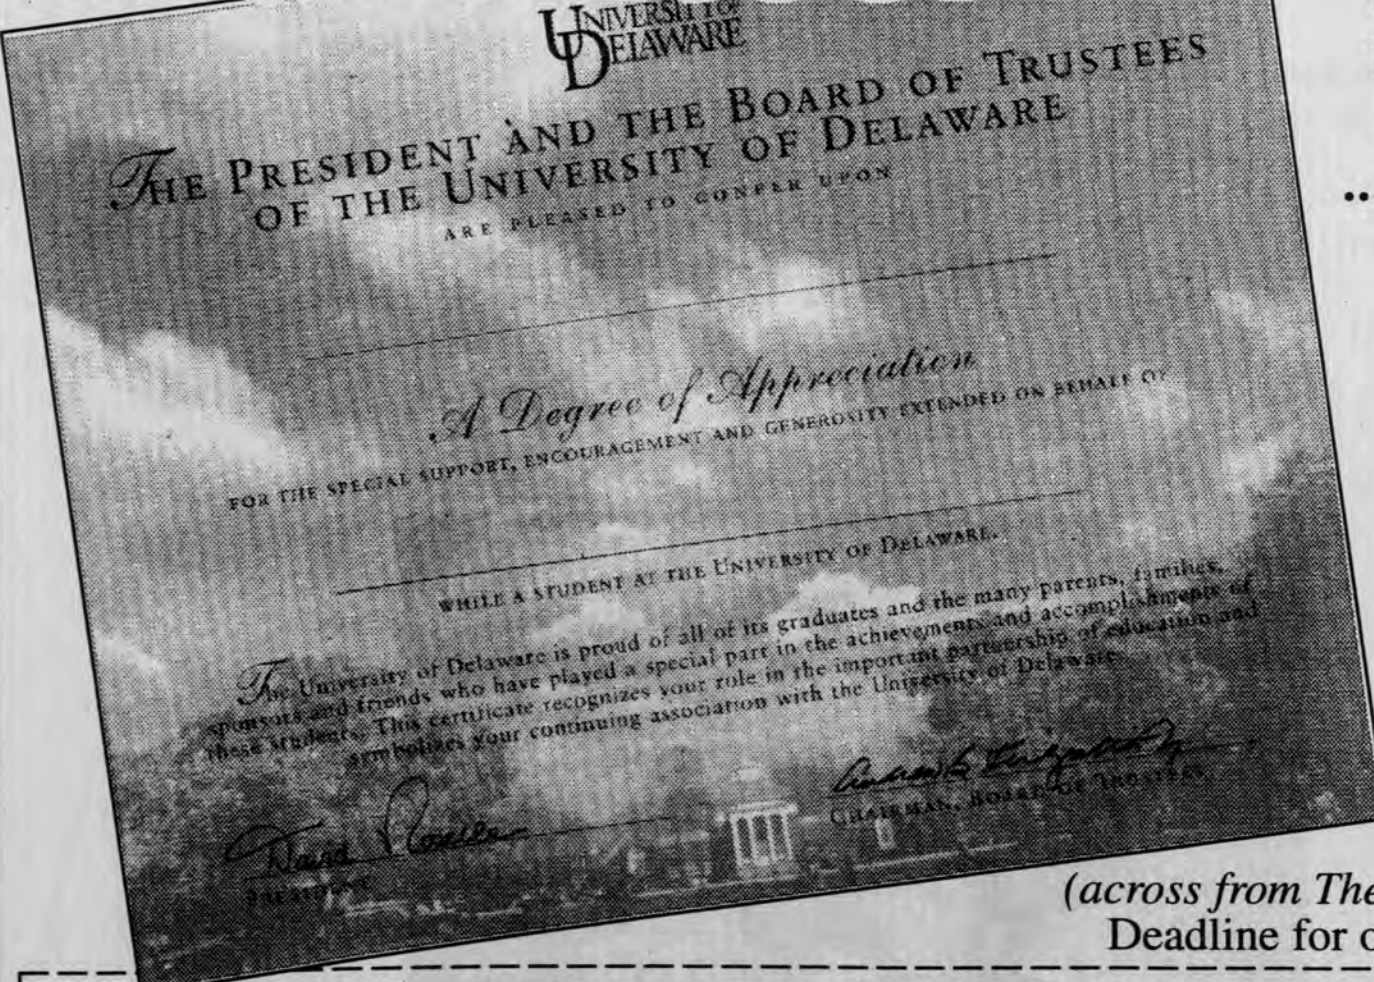 UNIVERSITY OF
DELAWARE
THE PRESIDENT AND THE BOARD OF TRUSTEES
OF THE UNIVERSITY OF DELAWARE
ARE PLEASED TO CONFER UPON
..
A Degree of Appreciation
FOR THE SPECIAL SUPPORT, ENCOURAGEMENT AND GENEROSITY EXTENDED ON BEHALF OF
WHILE A STUDENT AT THE UNIVERSITY OF DELAWARE.
The University of Delaware is proud of all of its graduates and the many parents, families,
sponsors and friends who have played a special part in the achievements and accomplishments of
these students. This certificate recognizes your role in the important partnership of education and
symbolizes your continuing association with the University of Delaware.
David
PRESIDENT
CHAIRMAN, BOARD OF TRUSTEES
(across from The
Deadline for o